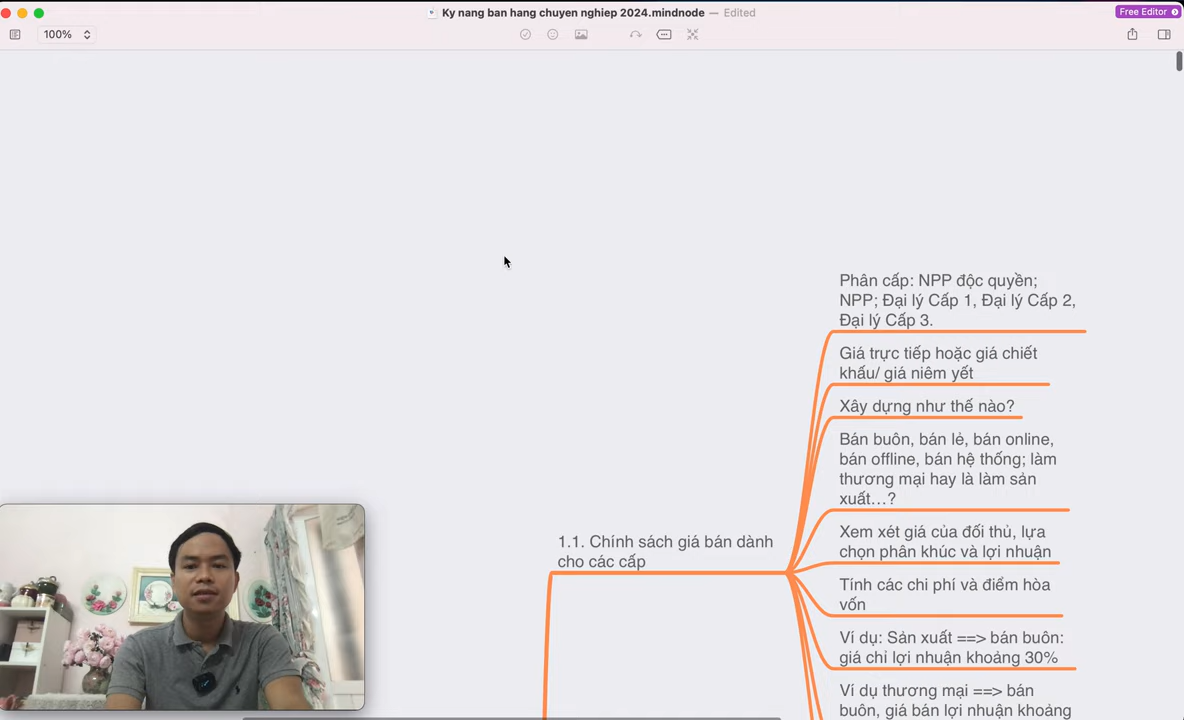 Ky nang ban hang chuyen nghiep 2024.mindnode — Edited
Free Editor
100%
Phân cấp: NPP độc quyền;
NPP; Đại lý Cấp 1, Đại lý Cấp 2,
Đại lý Cấp 3.
Giá trực tiếp hoặc giá chiết
khấu/ giá niêm yết
Xây dựng như thế nào?
Bán buôn, bán lẻ, bán online,
bán offline, bán hệ thống; làm
thương mại hay là làm sản
xuất…?
1.1. Chính sách giá bán dành
cho các cấp
Xem xét giá của đối thủ, lựa
chọn phân khúc và lợi nhuận
Tính các chi phí và điểm hòa
vốn
Ví dụ: Sản xuất ==> bán buôn:
giá chỉ lợi nhuận khoảng 30%
Ví dụ thương mại ==> bán
buôn, giá bán lợi nhuận khoảng